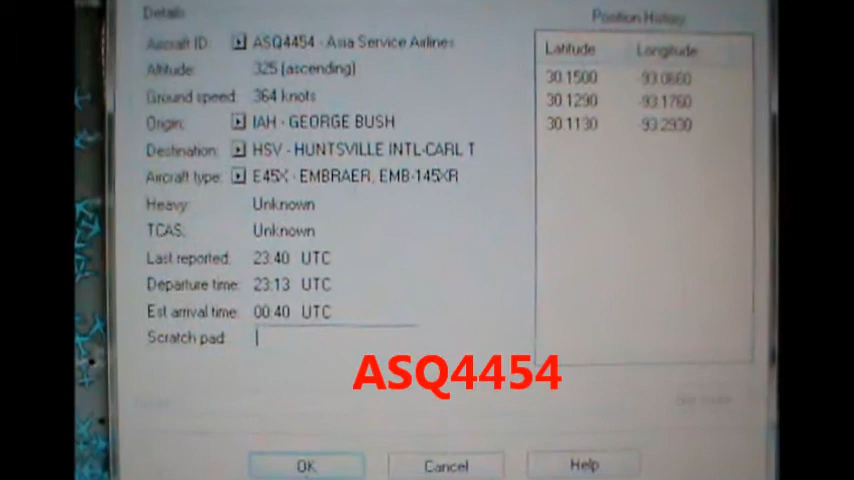 Details
Aircraft ID: ASQ4454 - Asia Service Airlines
Altitude: 325 (ascending)
Ground speed: 364 knots
Origin: IAH - GEORGE BUSH
Destination: HSV - HUNTSVILLE INTL-CARL T
Aircraft type: E45X - EMBRAER, EMB-145XR
Heavy: Unknown
TCAS: Unknown
Last reported: 23:40 UTC
Departure time: 23:13 UTC
Est arrival time: 00:40 UTC
Scratch pad:
Position History
Latitude Longitude
30.1500 -93.0660
30.1290 -93.1760
30.1130 -93.2930
ASQ4454
OK Cancel Help